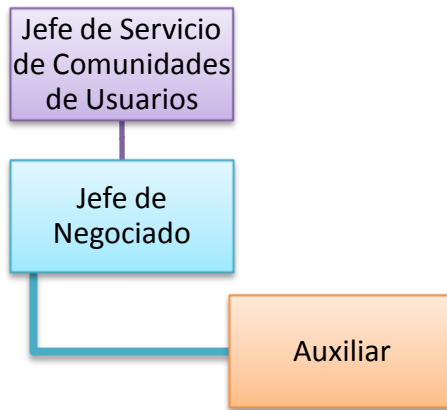 Jefe de Servicio
de Comunidades
de Usuarios
Jefe de
Negociado
Auxiliar